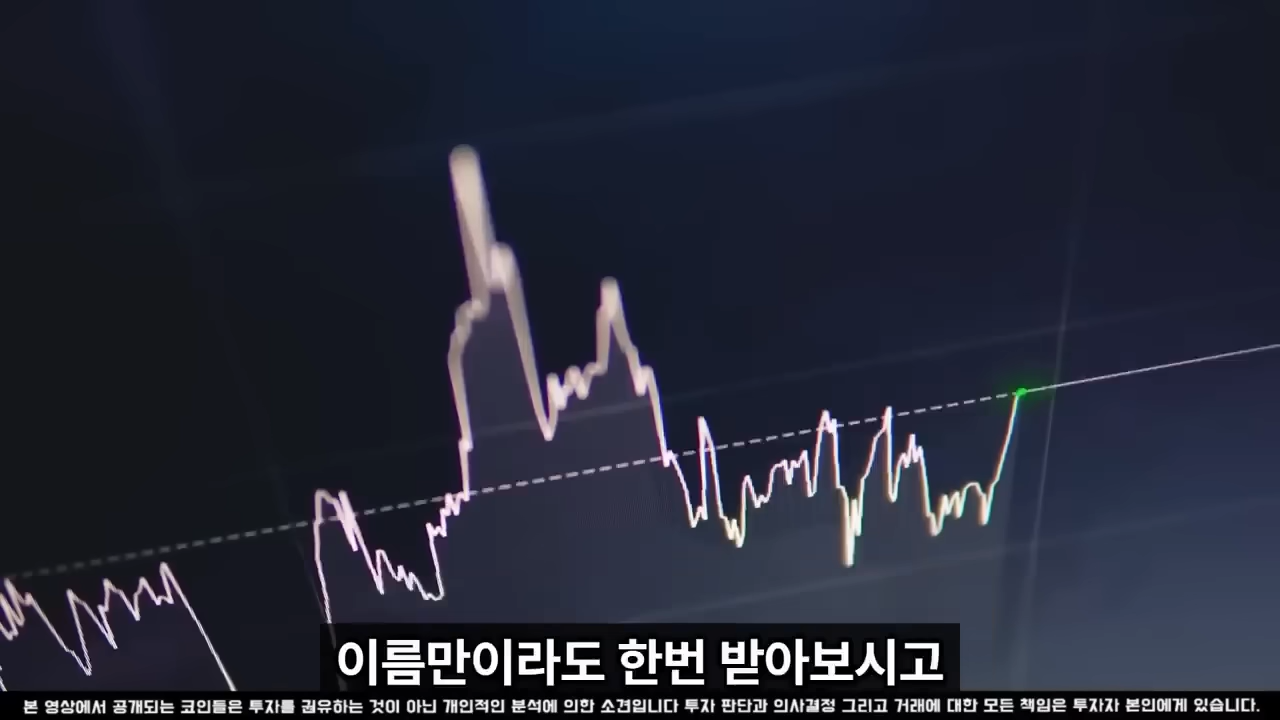 이름만이라도 한번 받아보시고
본 영상에서 공개되는 코인들은 투자를 권유하는 것이 아닌 개인적인 분석에 의한 소견입니다 투자 판단과 의사결정 그리고 거래에 대한 모든 책임은 투자자 본인에게 있습니다.